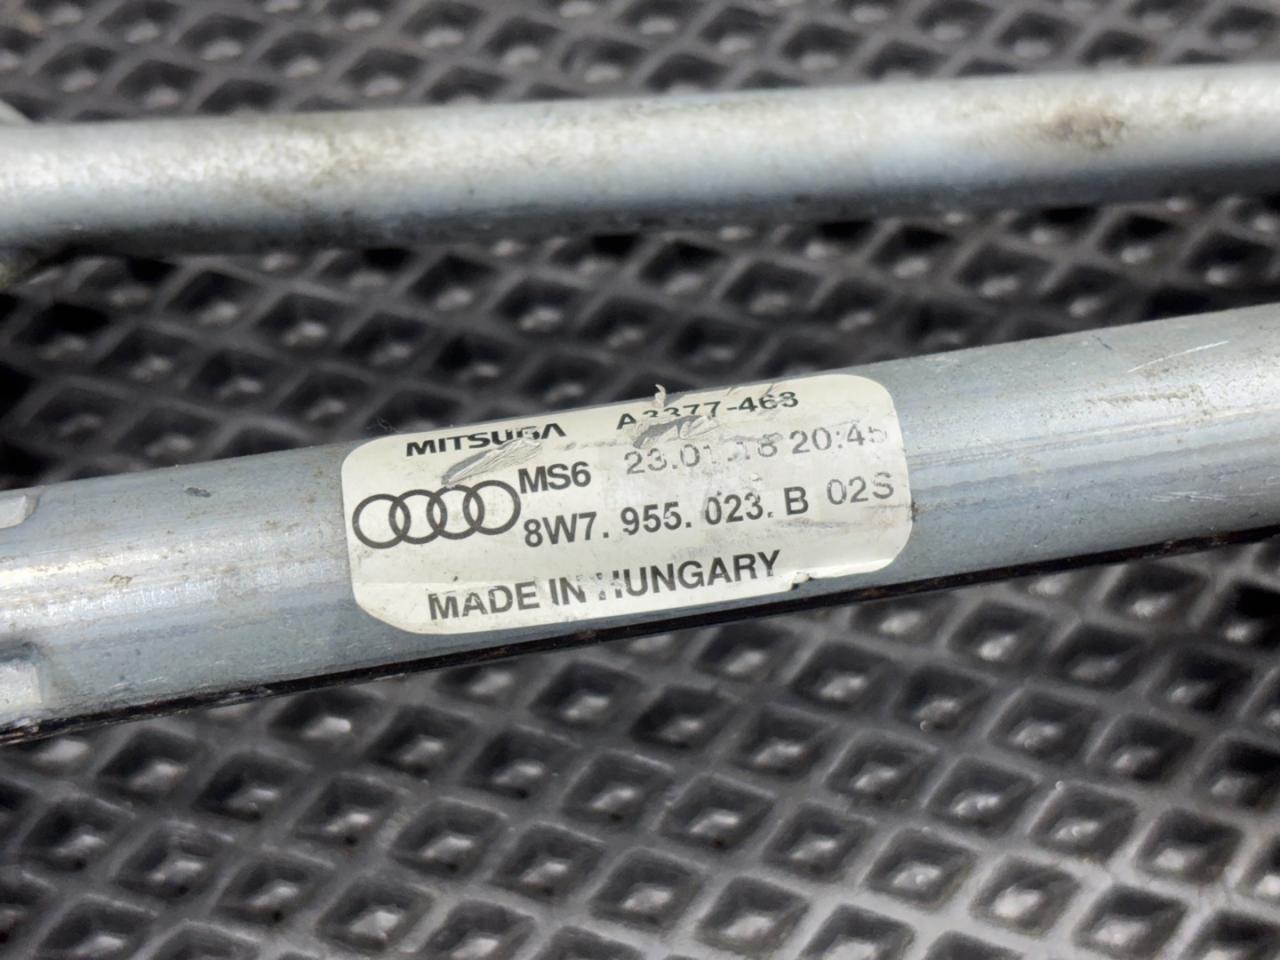 MITSUBA A3377-463
MS6 23.01.18 20:45
8W7. 955. 023. B 02S
MADE IN HUNGARY